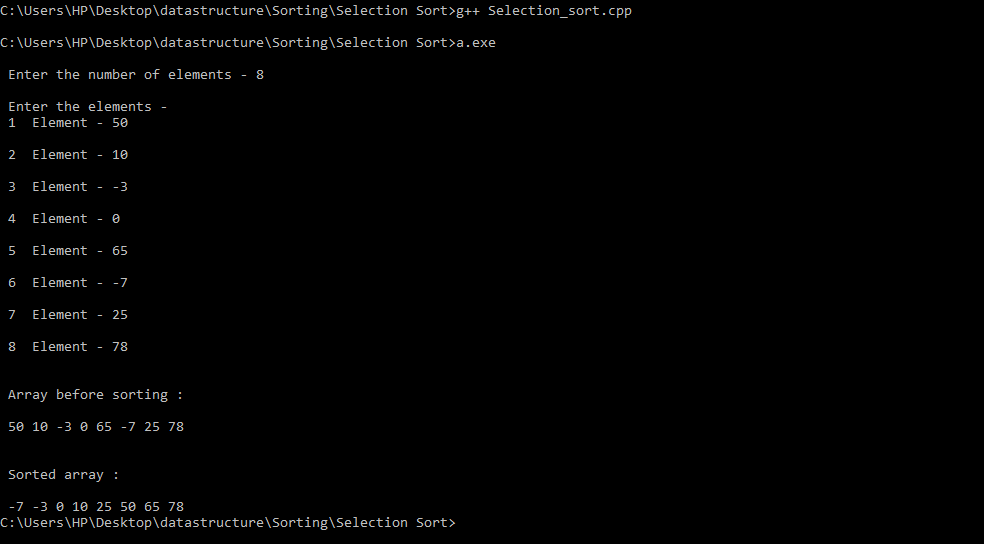 C:\Users\HP\Desktop\datastructure\Sorting\Selection Sort>g++ Selection_sort.cpp
C:\Users\HP\Desktop\datastructure\Sorting\Selection Sort>a.exe
Enter the number of elements - 8
Enter the elements -
1  Element - 50
2  Element - 10
3  Element - -3
4  Element - 0
5  Element - 65
6  Element - -7
7  Element - 25
8  Element - 78
Array before sorting :
50 10 -3 0 65 -7 25 78
Sorted array :
-7 -3 0 10 25 50 65 78
C:\Users\HP\Desktop\datastructure\Sorting\Selection Sort>